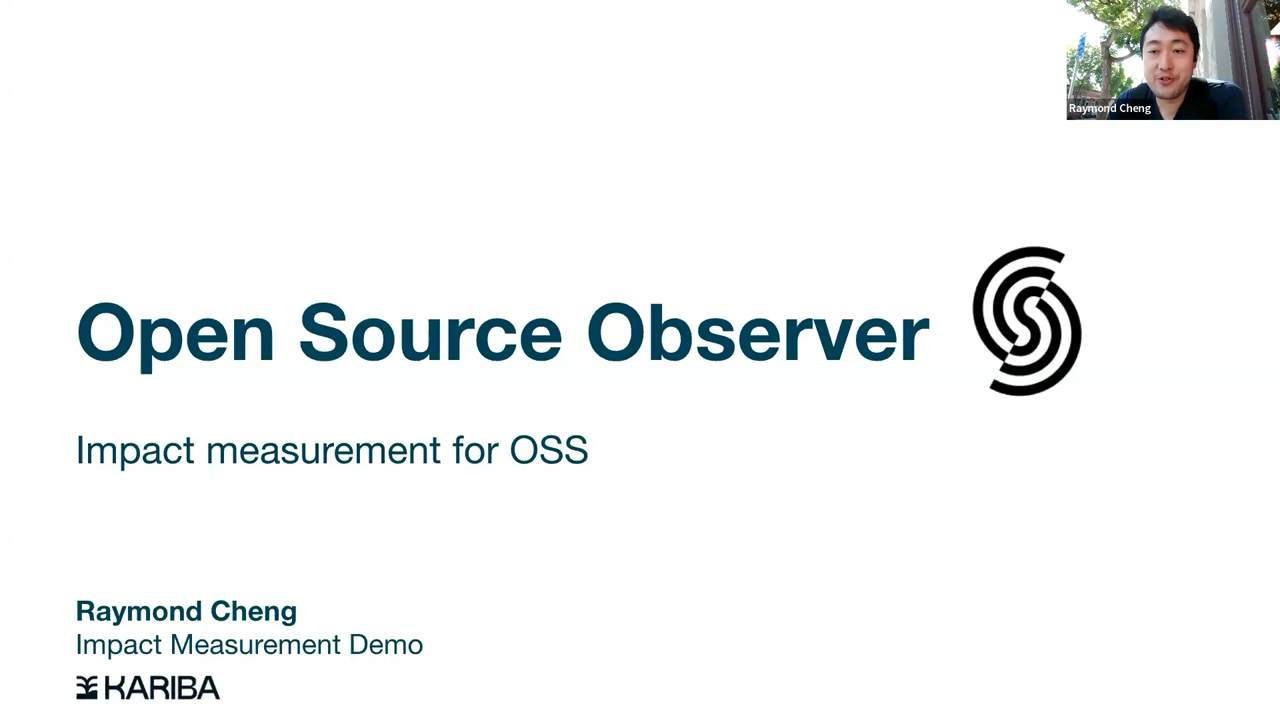 Raymond Cheng
Open Source Observer
Impact measurement for OSS
Raymond Cheng
Impact Measurement Demo
KARIBA